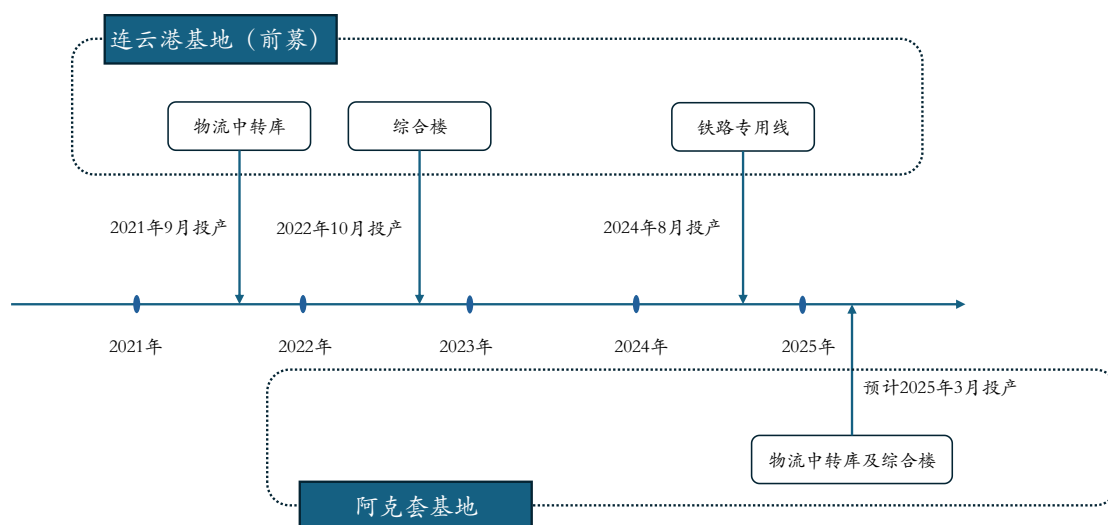 连云港基地（前募）
物流中转库
综合楼
铁路专用线
2021年9月投产
2022年10月投产
2024年8月投产
2021年
2022年
2023年
2024年
2025年
预计2025年3月投产
物流中转库及综合楼
阿克套基地